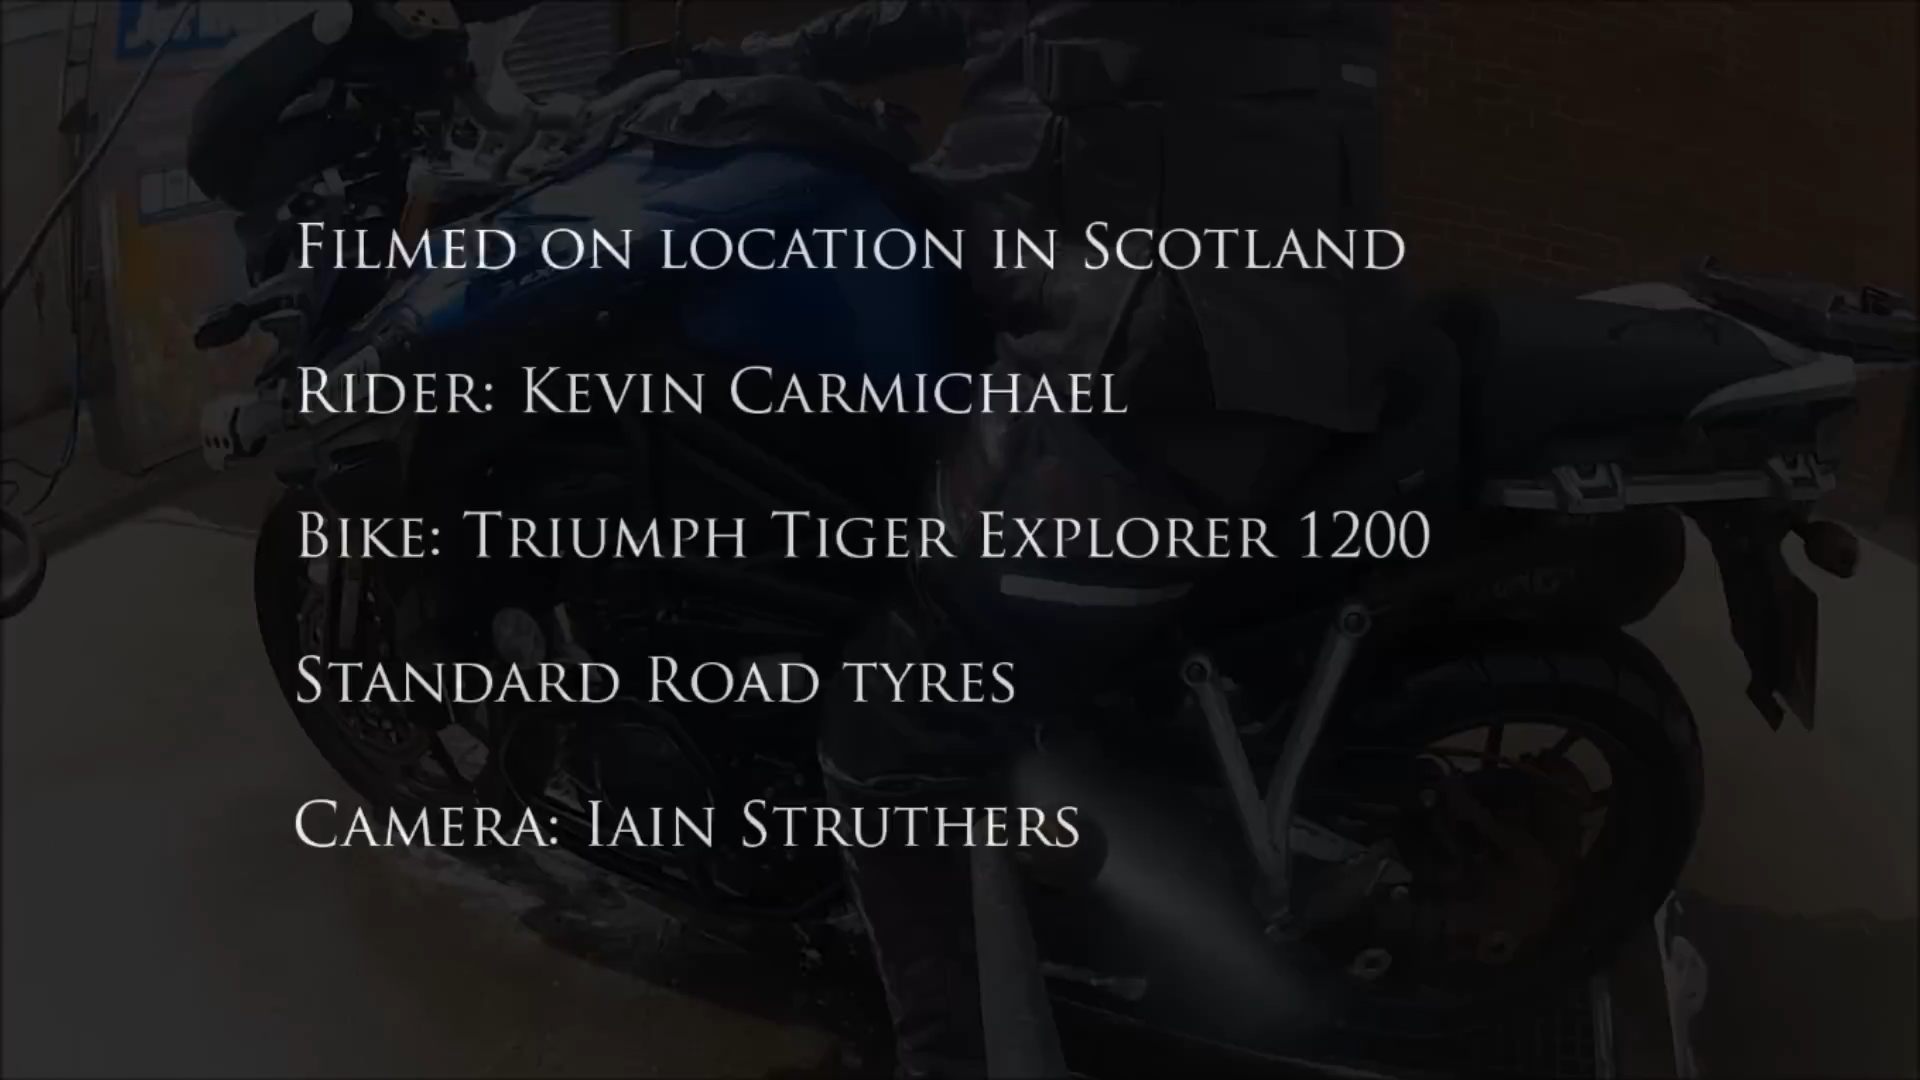 Filmed on location in Scotland
Rider: Kevin Carmichael
Bike: Triumph Tiger Explorer 1200
Standard Road tyres
Camera: Iain Struthers